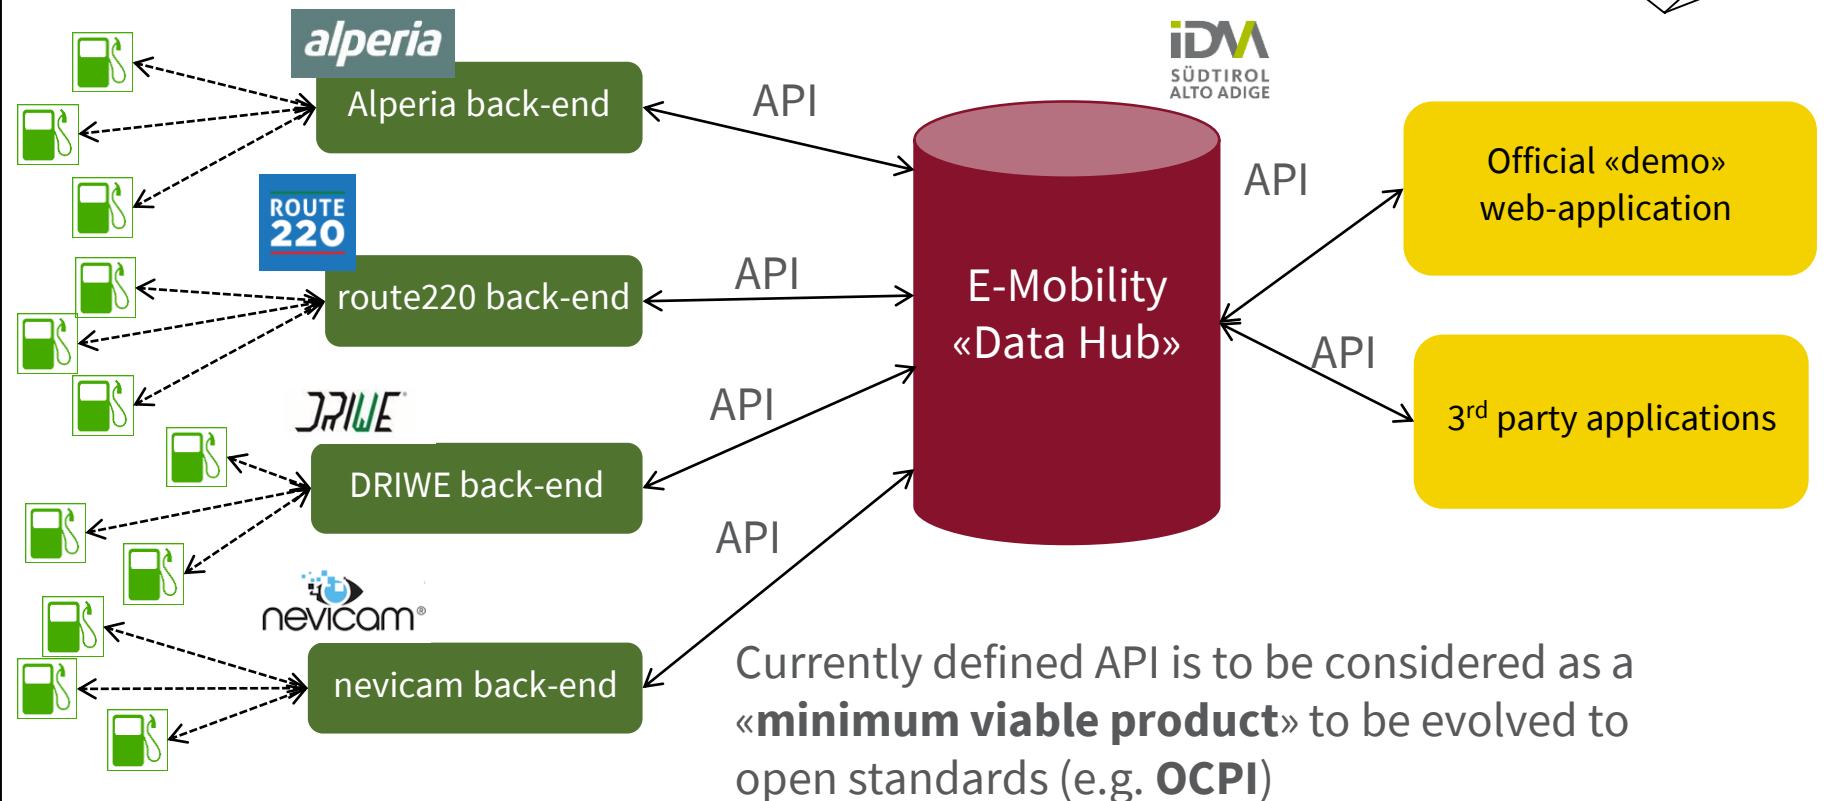 alperia
Alperia back-end
API
iDM
SÜDTIROL
ALTO ADIGE
Official «demo»
web-application
API
ROUTE
220
route220 back-end
API
E-Mobility
«Data Hub»
API
3rd party applications
DRIWE
DRIWE back-end
API
nevicam®
nevicam back-end
API
Currently defined API is to be considered as a
«minimum viable product» to be evolved to
open standards (e.g. OCPI)